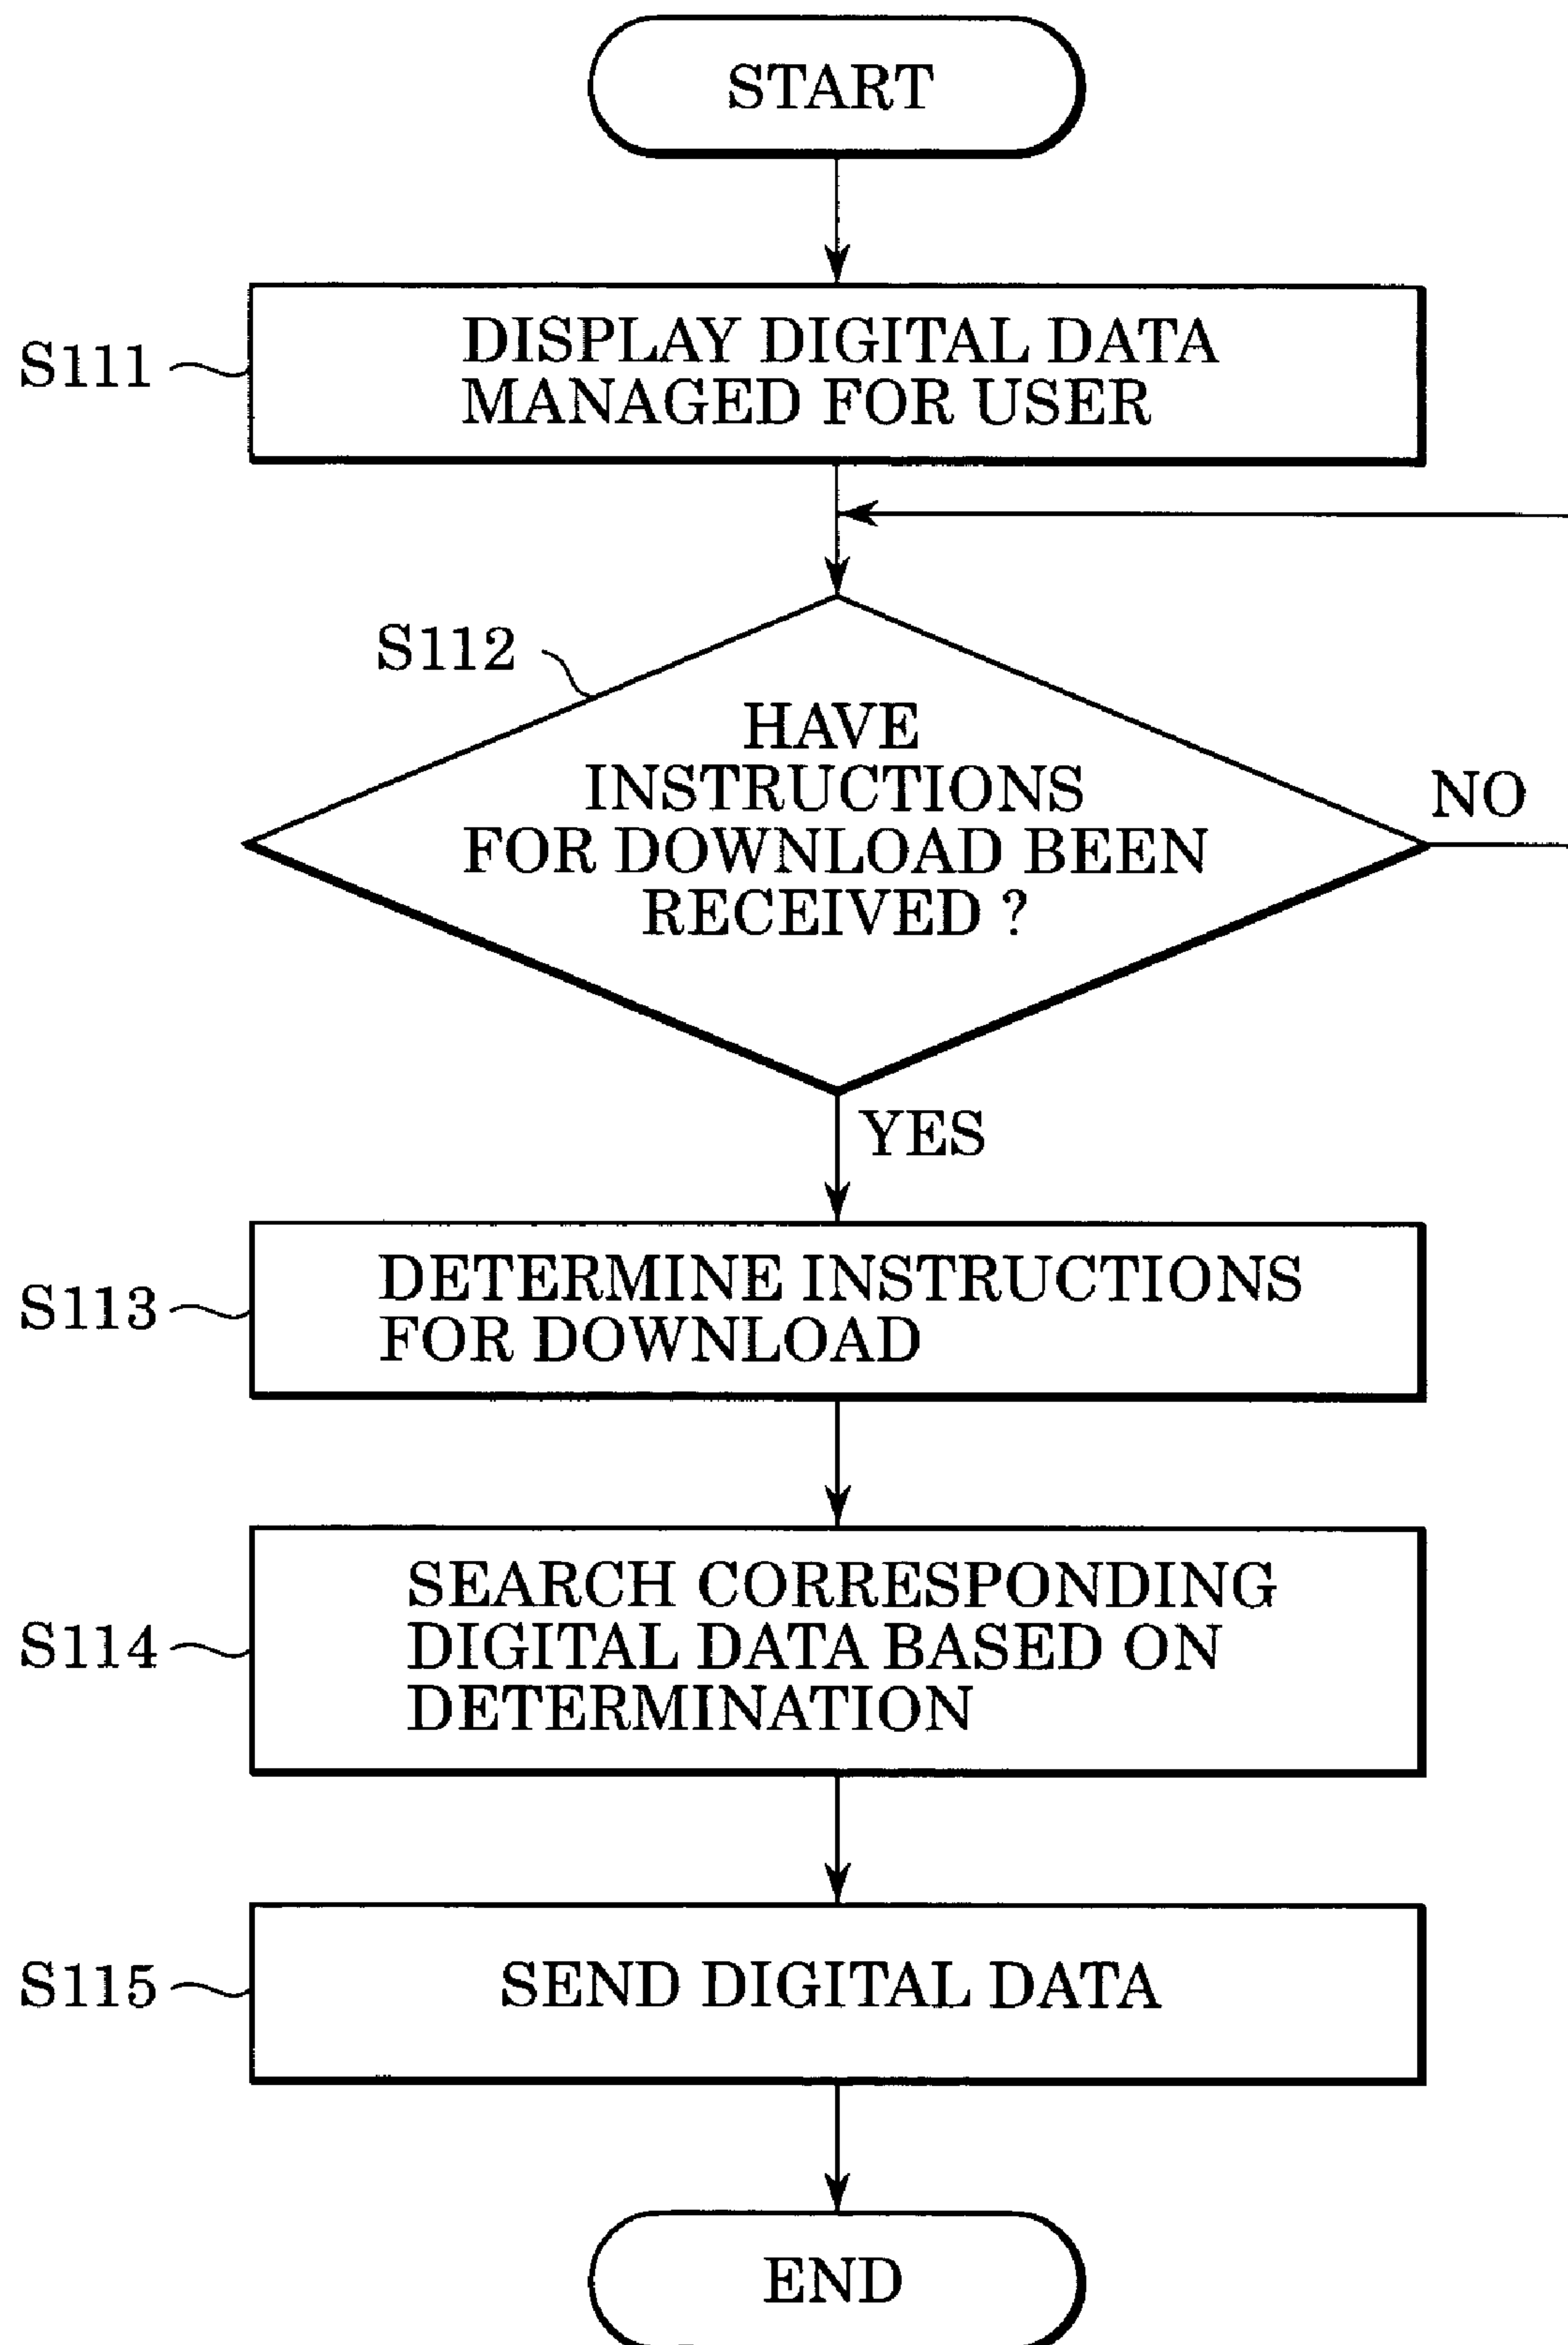 START
S111
DISPLAY DIGITAL DATA
MANAGED FOR USER
S112
HAVE
INSTRUCTIONS
FOR DOWNLOAD BEEN
RECEIVED ?
NO
YES
S113
DETERMINE INSTRUCTIONS
FOR DOWNLOAD
S114
SEARCH CORRESPONDING
DIGITAL DATA BASED ON
DETERMINATION
S115
SEND DIGITAL DATA
END